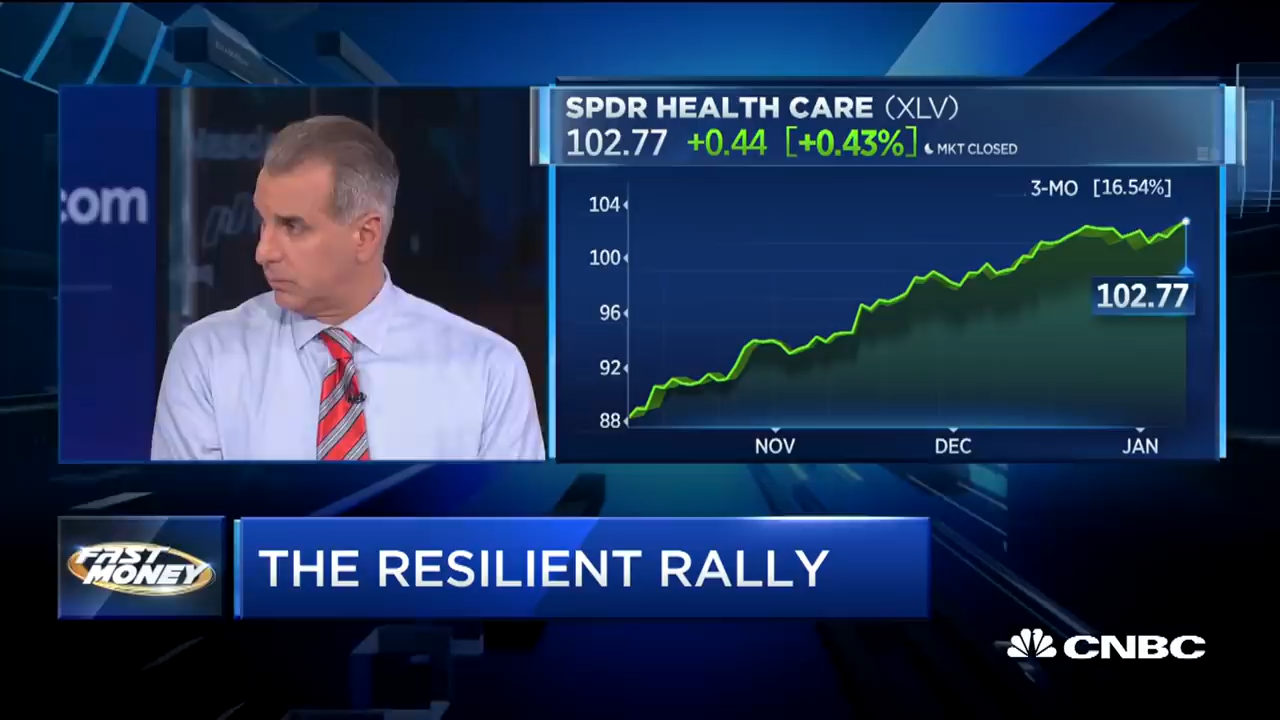 .com
Nasdaq
SPDR HEALTH CARE (XLV)
102.77 +0.44 [+0.43%] MKT CLOSED
3-MO [16.54%]
104
100
96
92
88
102.77
NOV DEC JAN
FAST
MONEY
THE RESILIENT RALLY
CNBC